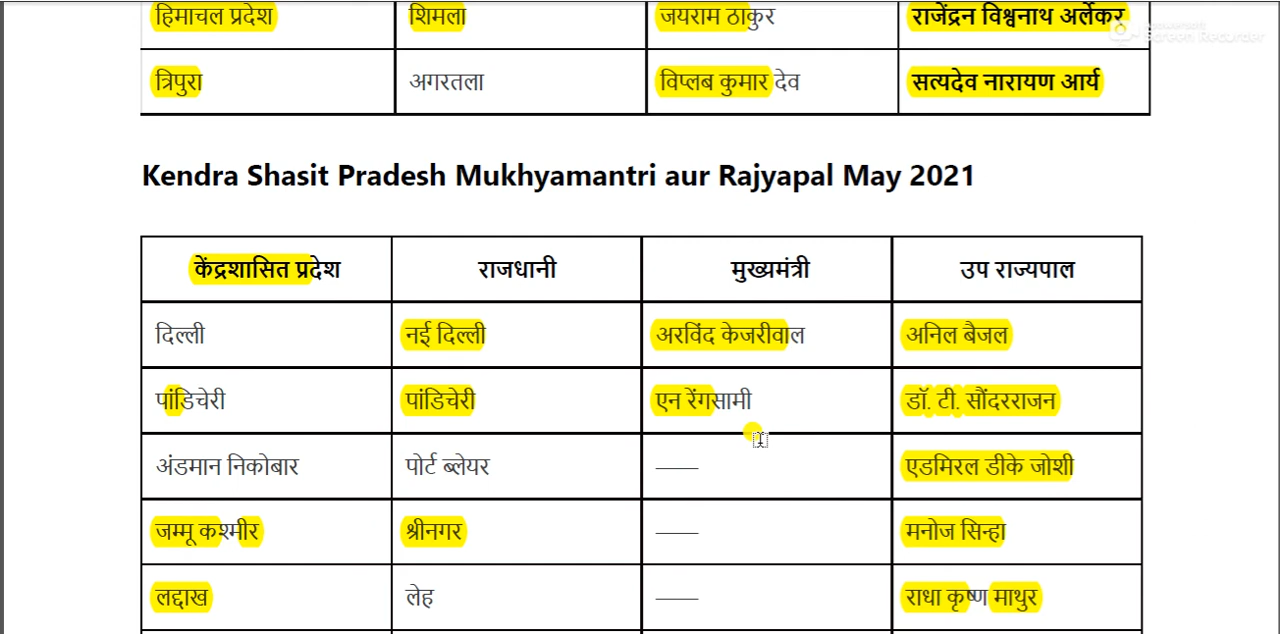 हिमाचल प्रदेश शिमला जयराम ठाकुर राजेंद्रन विश्वनाथ अर्लेकर
Screen Recorder
त्रिपुरा अगरतला विप्लब कुमार देव सत्यदेव नारायण आर्य
Kendra Shasit Pradesh Mukhyamantri aur Rajyapal May 2021
केंद्रशासित प्रदेश राजधानी मुख्यमंत्री उप राज्यपाल
दिल्ली नई दिल्ली अरविंद केजरीवाल अनिल बैजल
पांडिचेरी पांडिचेरी एन रेंगसामी डॉ. टी. सौंदरराजन
अंडमान निकोबार पोर्ट ब्लेयर —— एडमिरल डीके जोशी
जम्मू कश्मीर श्रीनगर —— मनोज सिन्हा
लद्दाख लेह —— राधा कृष्ण माथुर